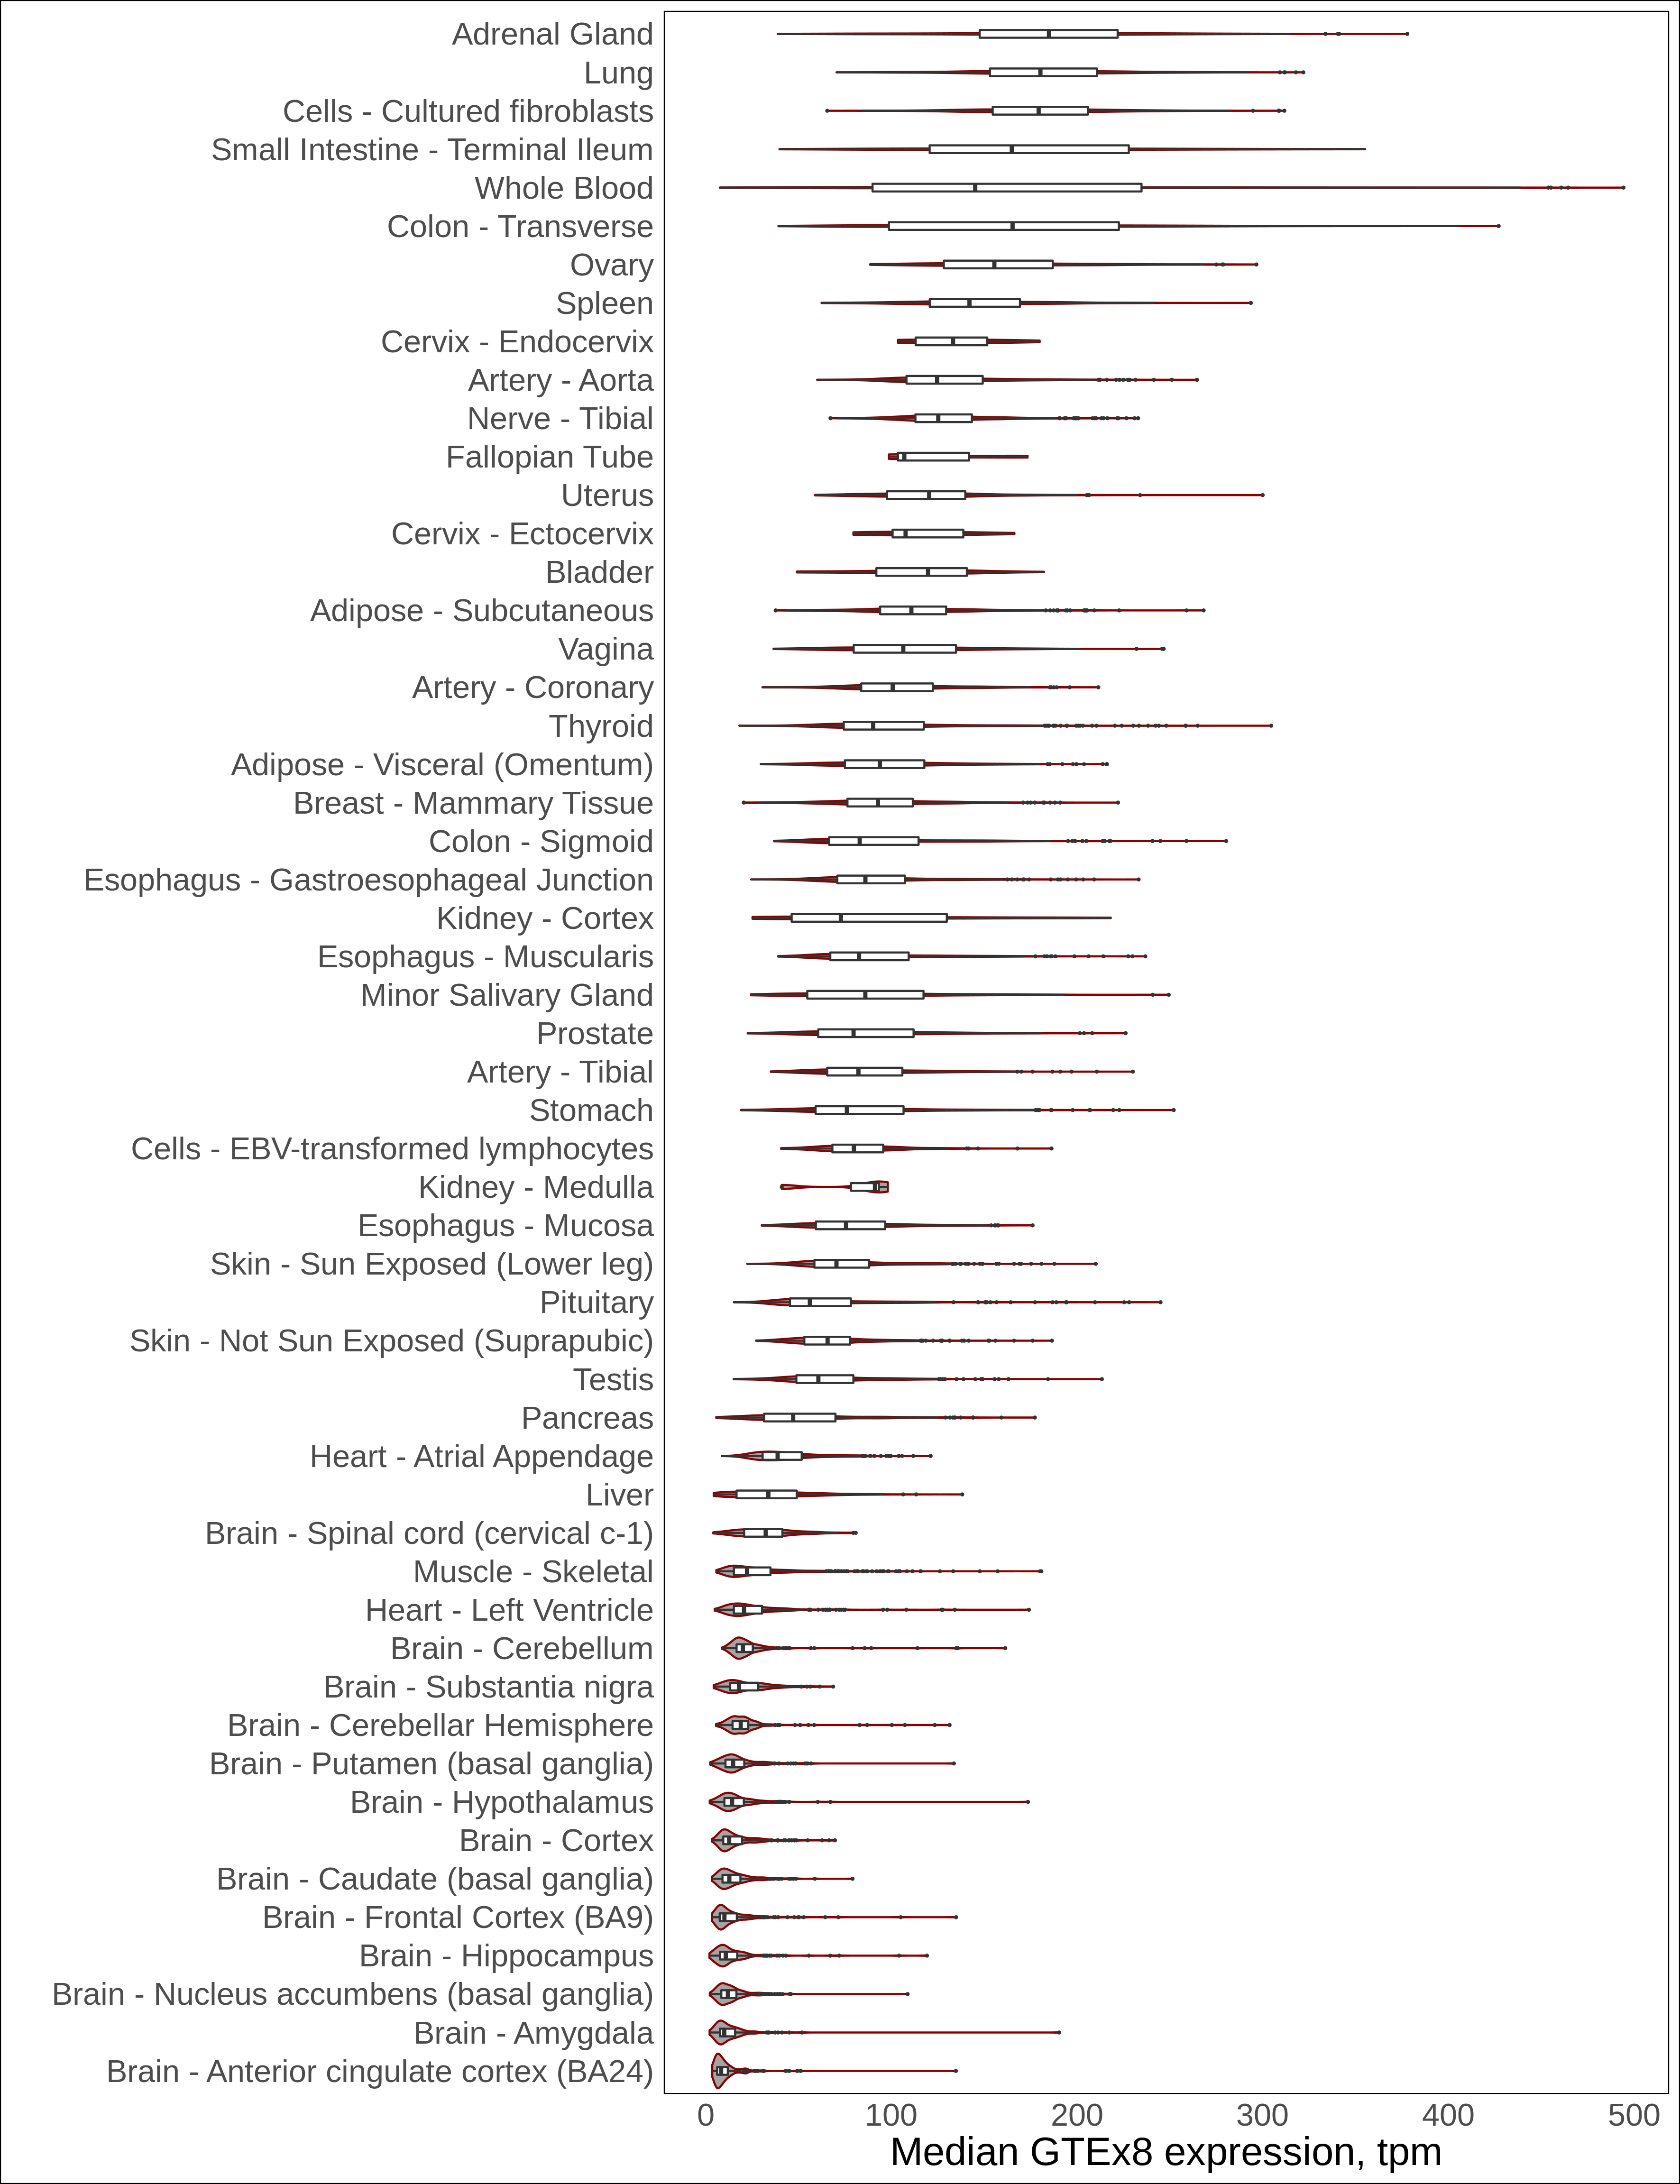 Adrenal Gland
Lung
Cells - Cultured fibroblasts
Small Intestine - Terminal Ileum
Whole Blood
Colon - Transverse
Ovary
Spleen
Cervix - Endocervix
Artery - Aorta
Nerve - Tibial
Fallopian Tube
Uterus
Cervix - Ectocervix
Bladder
Adipose - Subcutaneous
Vagina
Artery - Coronary
Thyroid
Adipose - Visceral (Omentum)
Breast - Mammary Tissue
Colon - Sigmoid
Esophagus - Gastroesophageal Junction
Kidney - Cortex
Esophagus - Muscularis
Minor Salivary Gland
Prostate
Artery - Tibial
Stomach
Cells - EBV-transformed lymphocytes
Kidney - Medulla
Esophagus - Mucosa
Skin - Sun Exposed (Lower leg)
Pituitary
Skin - Not Sun Exposed (Suprapubic)
Testis
Pancreas
Heart - Atrial Appendage
Liver
Brain - Spinal cord (cervical c-1)
Muscle - Skeletal
Heart - Left Ventricle
Brain - Cerebellum
Brain - Substantia nigra
Brain - Cerebellar Hemisphere
Brain - Putamen (basal ganglia)
Brain - Hypothalamus
Brain - Cortex
Brain - Caudate (basal ganglia)
Brain - Frontal Cortex (BA9)
Brain - Hippocampus
Brain - Nucleus accumbens (basal ganglia)
Brain - Amygdala
Brain - Anterior cingulate cortex (BA24)
0 100 200 300 400 500
Median GTEx8 expression, tpm